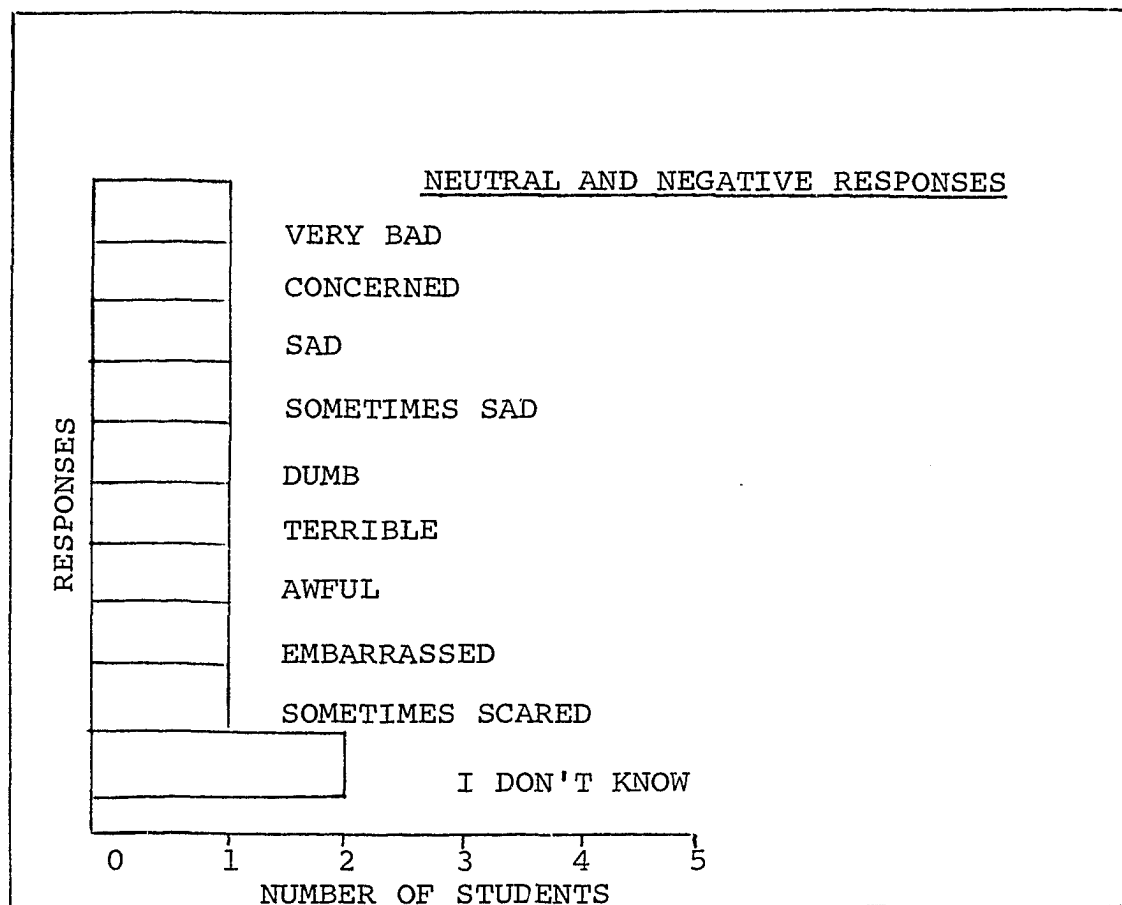 NEUTRAL AND NEGATIVE RESPONSES
VERY BAD
CONCERNED
SAD
SOMETIMES SAD
DUMB
TERRIBLE
AWFUL
EMBARRASSED
SOMETIMES SCARED
I DON'T KNOW
RESPONSES
0 1 2 3 4 5
NUMBER OF STUDENTS